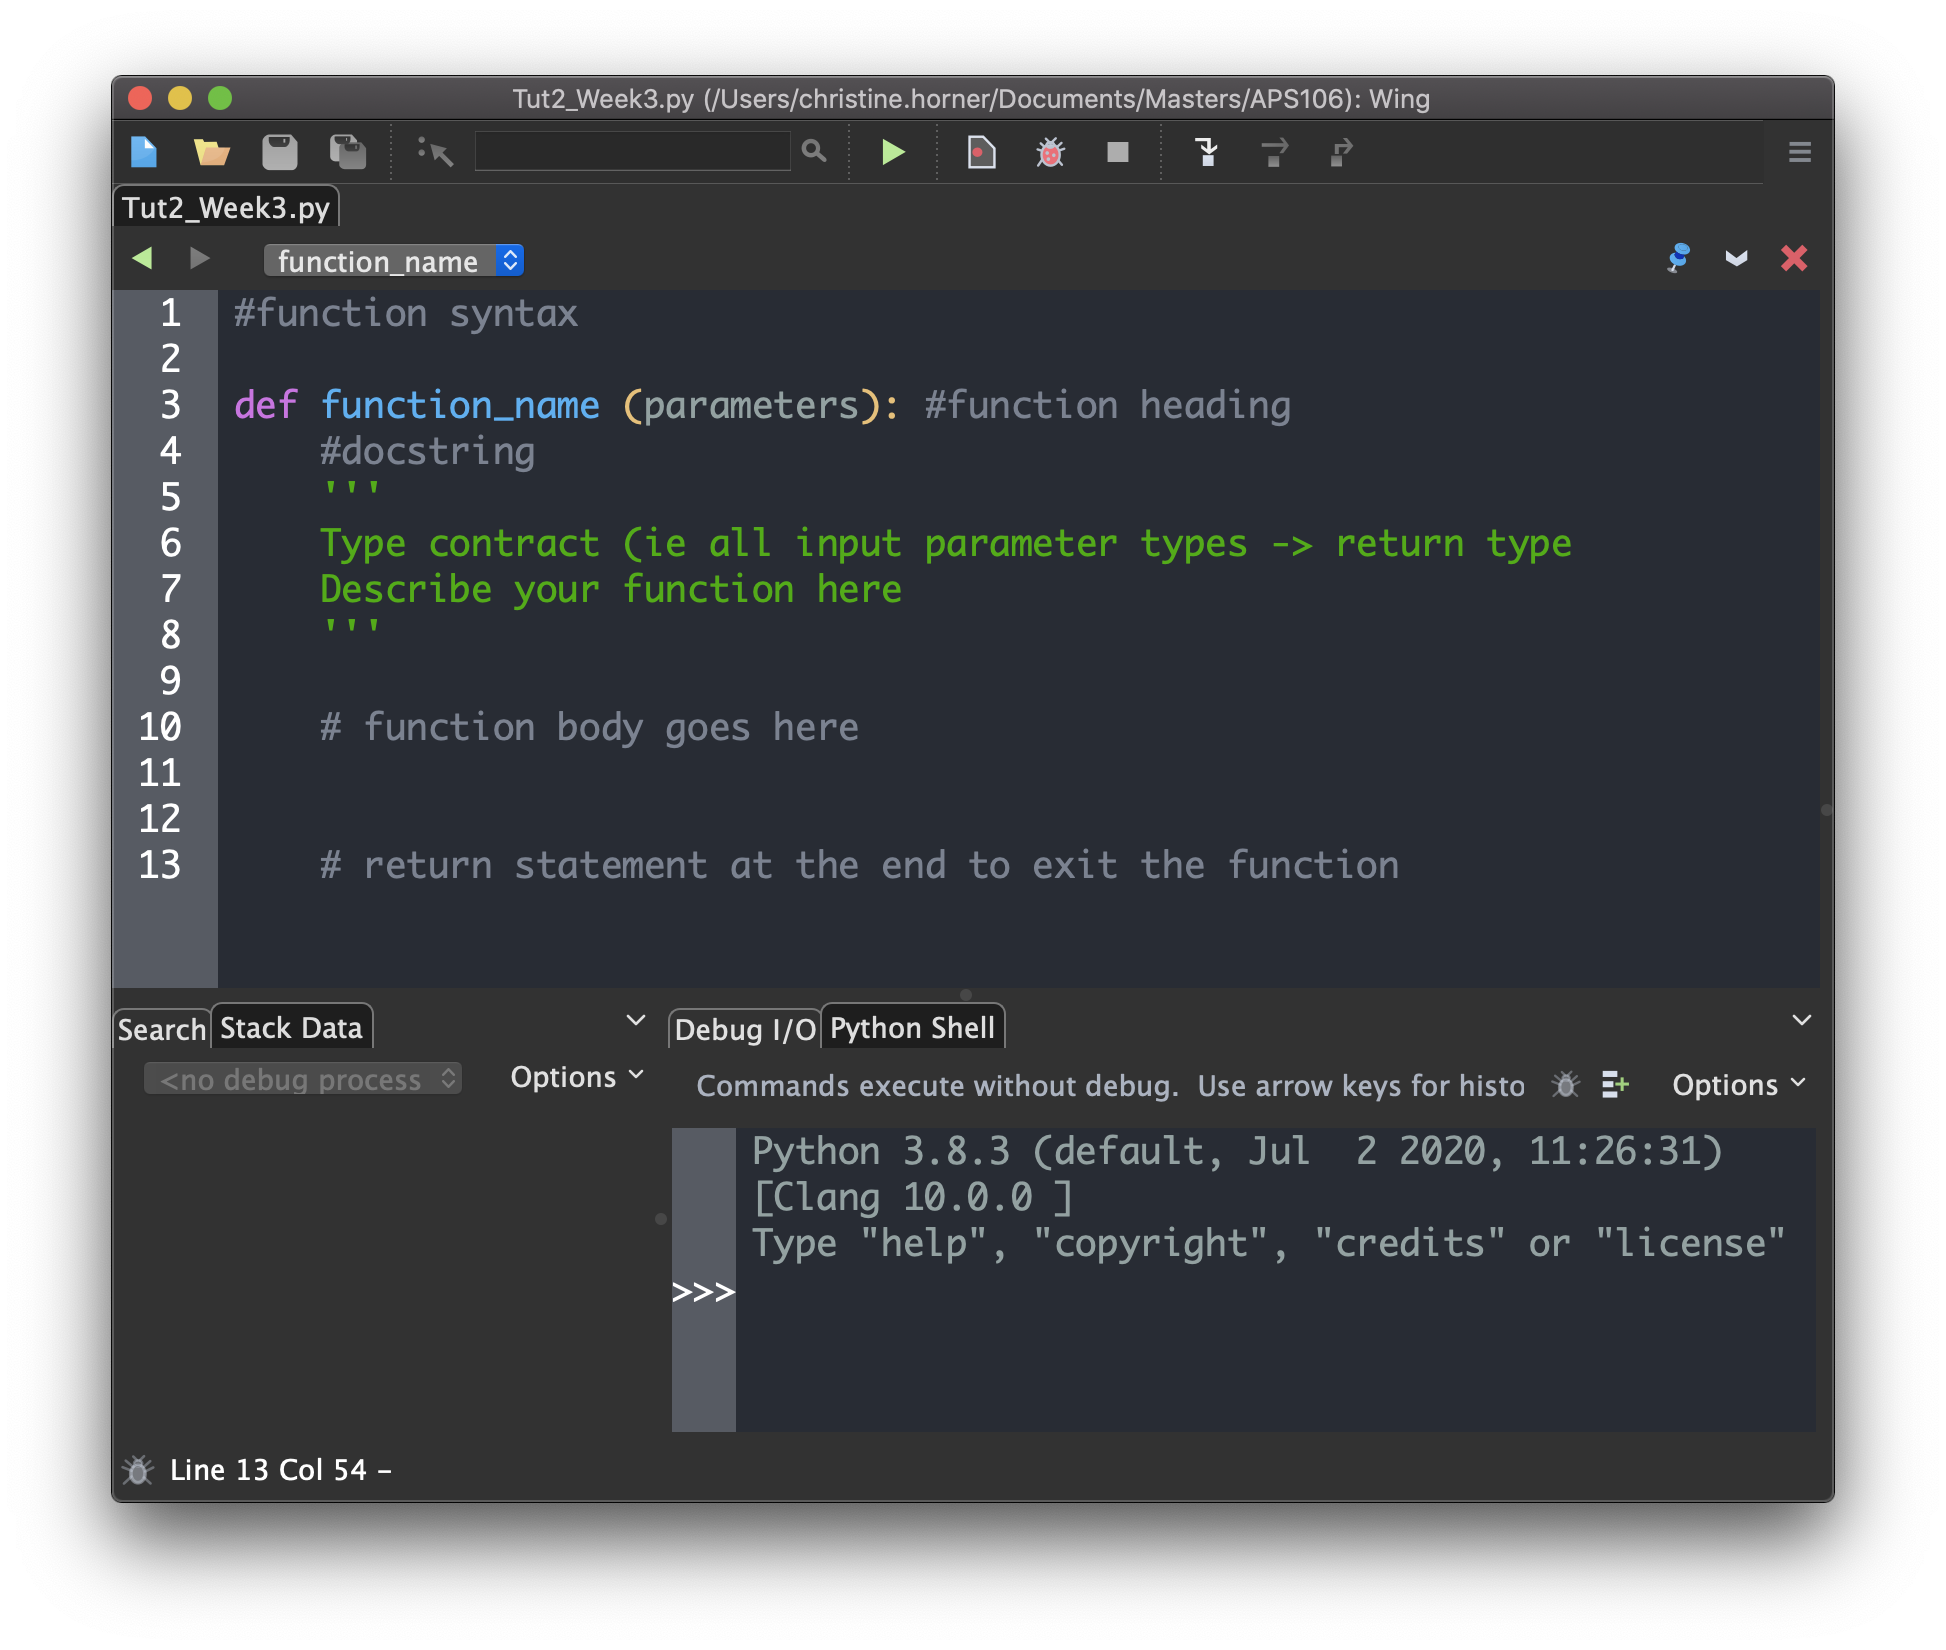 Tut2_Week3.py (/Users/christine.horner/Documents/Masters/APS106): Wing
Tut2_Week3.py
function_name
1 #function syntax
2
3 def function_name (parameters): #function heading
4 #docstring
5 '''
6 Type contract (ie all input parameter types -> return type
7 Describe your function here
8 '''
9
10 # function body goes here
11
12
13 # return statement at the end to exit the function
Search Stack Data
<no debug process
Options
Debug I/O Python Shell
Commands execute without debug. Use arrow keys for histo
Options
Python 3.8.3 (default, Jul  2 2020, 11:26:31)
[Clang 10.0.0 ]
Type "help", "copyright", "credits" or "license"
>>>
Line 13 Col 54 –